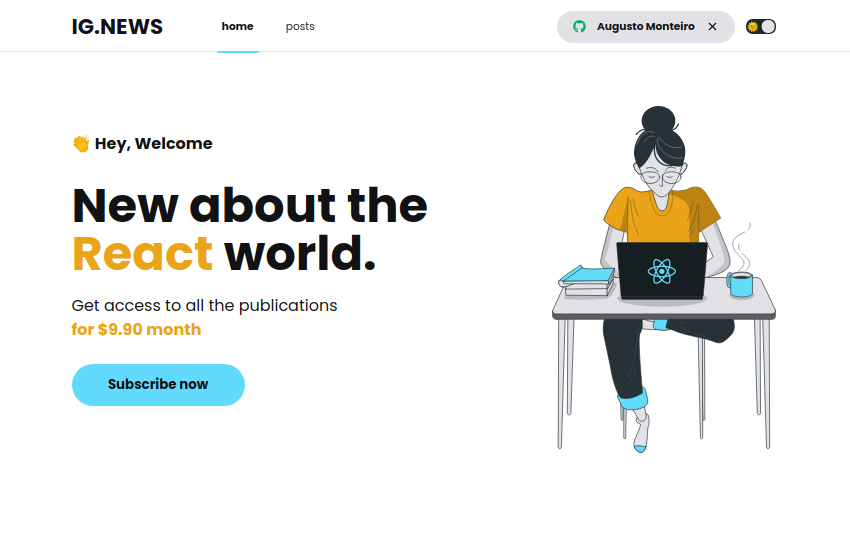 IG.NEWS
home
posts
Augusto Monteiro
👏 Hey, Welcome
New about the
React world.
Get access to all the publications
for $9.90 month
Subscribe now